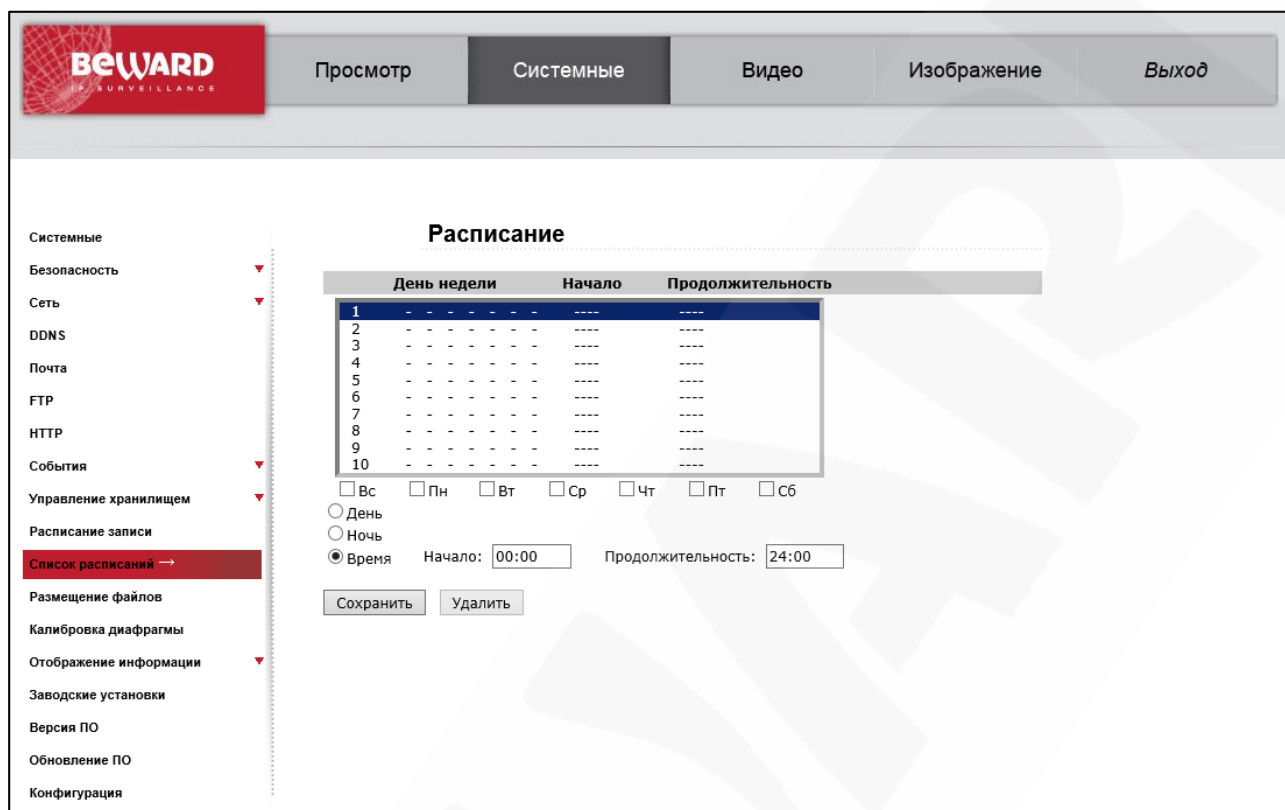 BEWARD
IP SURVEILLANCE
Просмотр Системные Видео Изображение Выход
Системные
Безопасность
Сеть
DDNS
Почта
FTP
HTTP
События
Управление хранилищем
Расписание записи
Список расписаний →
Размещение файлов
Калибровка диафрагмы
Отображение информации
Заводские установки
Версия ПО
Обновление ПО
Конфигурация
Расписание
День недели Начало Продолжительность
1 - - - - - - - ---- ----
2 - - - - - - - ---- ----
3 - - - - - - - ---- ----
4 - - - - - - - ---- ----
5 - - - - - - - ---- ----
6 - - - - - - - ---- ----
7 - - - - - - - ---- ----
8 - - - - - - - ---- ----
9 - - - - - - - ---- ----
10 - - - - - - - ---- ----
Вс Пн Вт Ср Чт Пт Сб
День
Ночь
Время Начало: 00:00 Продолжительность: 24:00
Сохранить Удалить